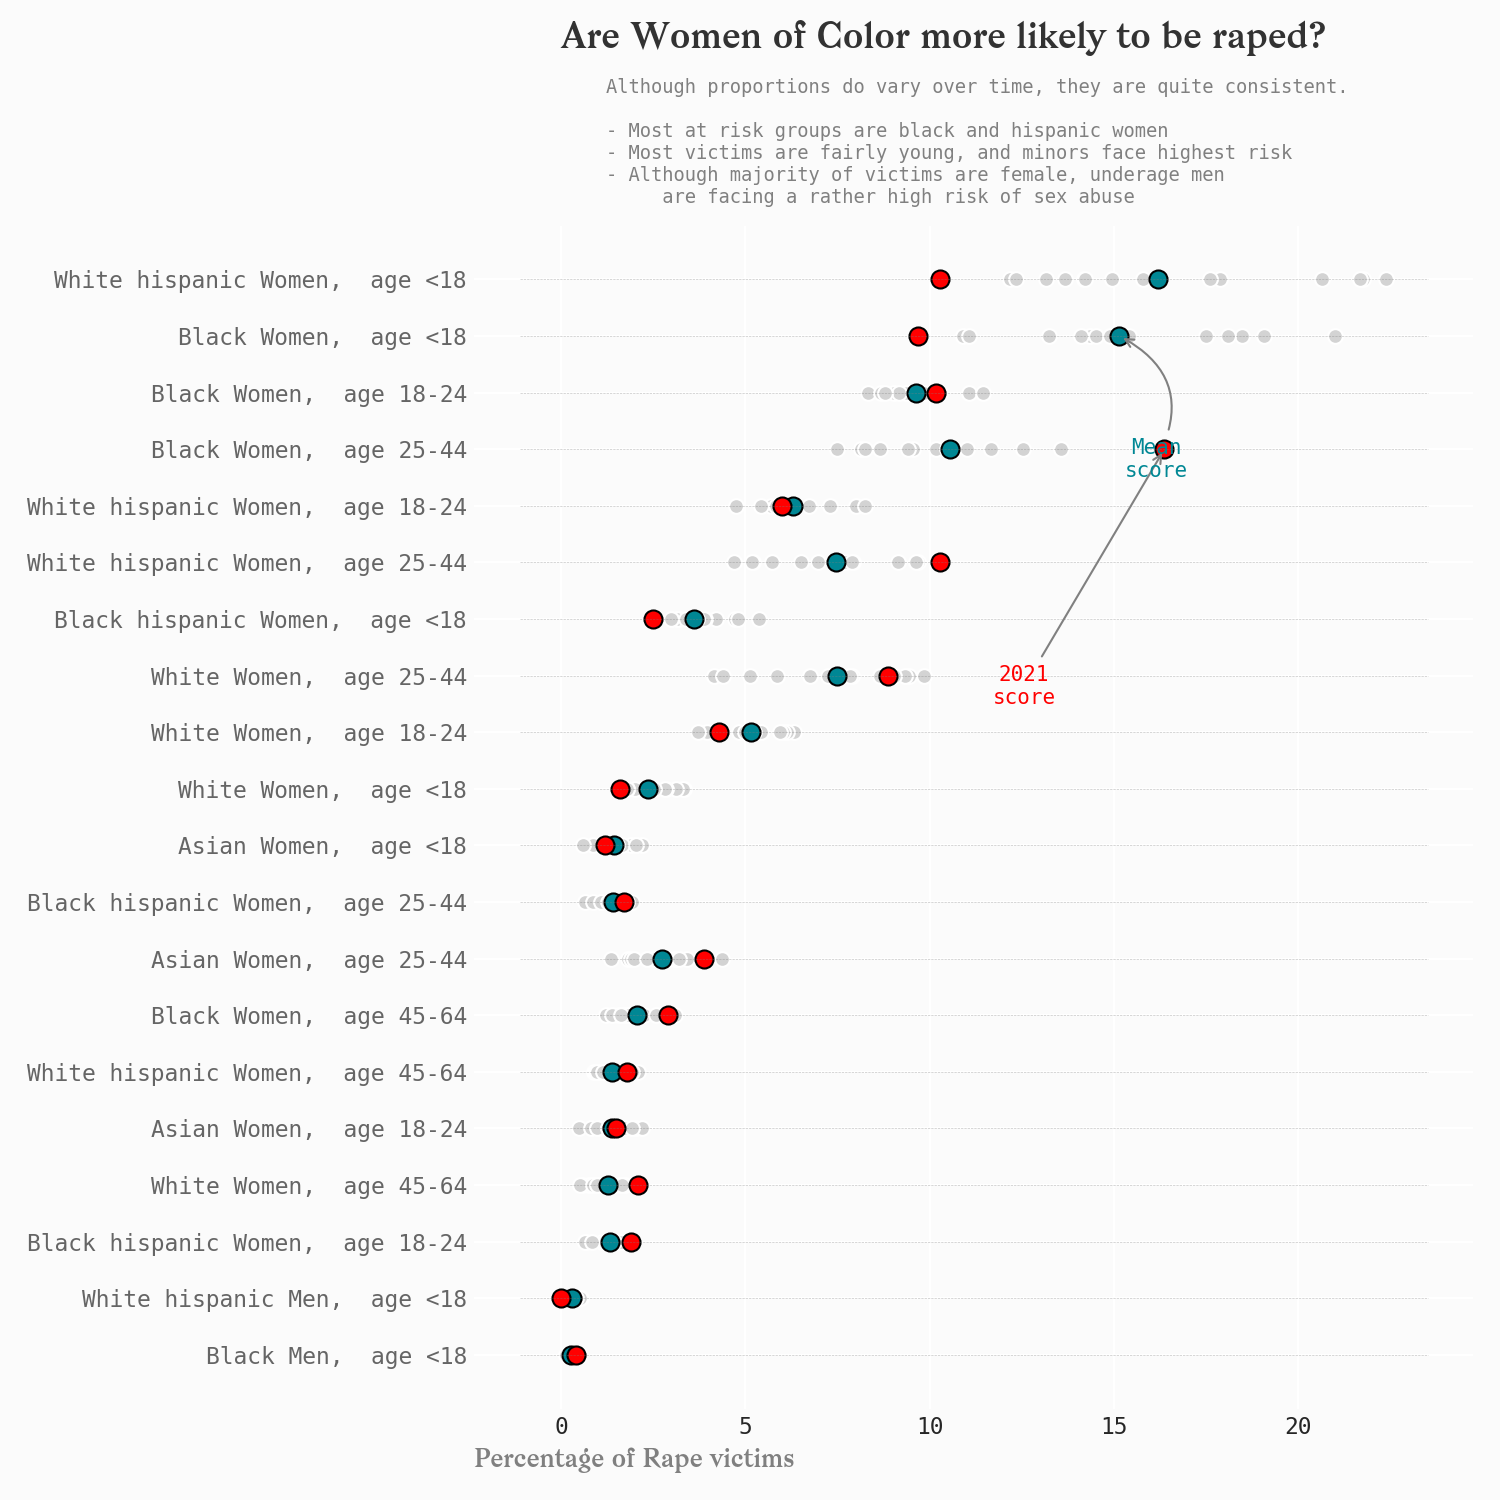 Are Women of Color more likely to be raped?
Although proportions do vary over time, they are quite consistent.
- Most at risk groups are black and hispanic women
- Most victims are fairly young, and minors face highest risk
- Although majority of victims are female, underage men
are facing a rather high risk of sex abuse
White hispanic Women, age <18
Black Women, age <18
Black Women, age 18-24
Black Women, age 25-44
Mean
score
White hispanic Women, age 18-24
White hispanic Women, age 25-44
Black hispanic Women, age <18
White Women, age 25-44
2021
score
White Women, age 18-24
White Women, age <18
Asian Women, age <18
Black hispanic Women, age 25-44
Asian Women, age 25-44
Black Women, age 45-64
White hispanic Women, age 45-64
Asian Women, age 18-24
White Women, age 45-64
Black hispanic Women, age 18-24
White hispanic Men, age <18
Black Men, age <18
0 5 10 15 20
Percentage of Rape victims